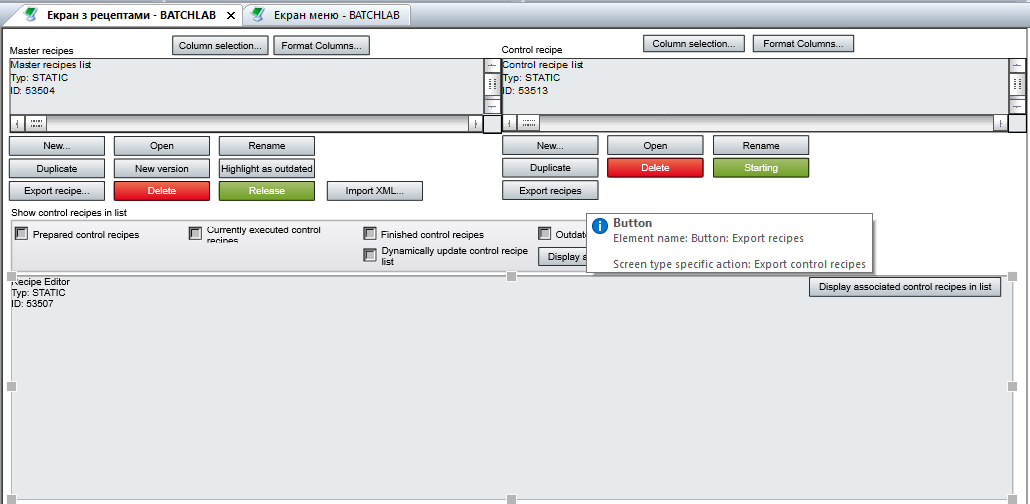 Екран з рецептами - BATCHLAB
Екран меню - BATCHLAB
Master recipes
Column selection...
Format Columns...
Control recipe
Column selection...
Format Columns...
Master recipes list
Typ: STATIC
ID: 53504
Control recipe list
Typ: STATIC
ID: 53513
New...
Open
Rename
New...
Open
Rename
Duplicate
New version
Highlight as outdated
Duplicate
Delete
Starting
Export recipe...
Delete
Release
Import XML...
Export recipes
Show control recipes in list
Prepared control recipes
Currently executed control
recipes
Finished control recipes
Outdate
Dynamically update control recipe
list
Display a
Button
Element name: Button: Export recipes
Screen type specific action: Export control recipes
Recipe Editor
Typ: STATIC
ID: 53507
Display associated control recipes in list